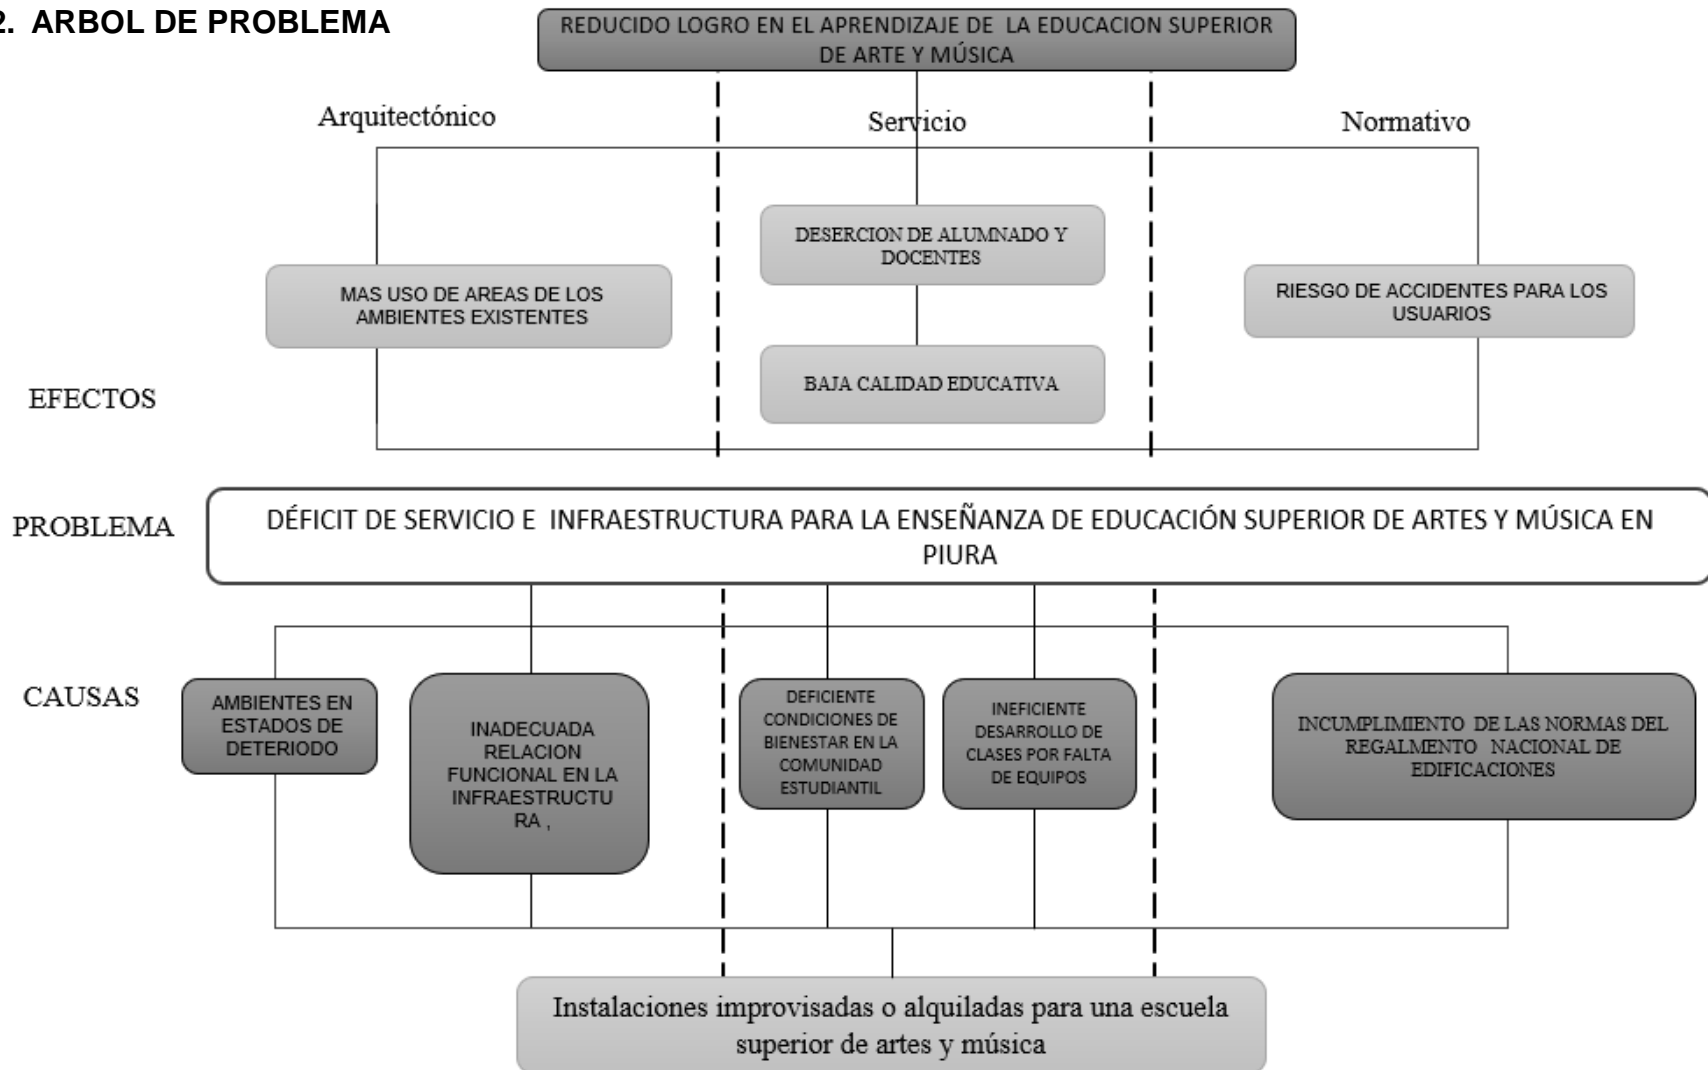 2. ARBOL DE PROBLEMA
REDUCIDO LOGRO EN EL APRENDIZAJE DE LA EDUCACION SUPERIOR
DE ARTE Y MÚSICA
Arquitectónico
Servicio
Normativo
DESERCION DE ALUMNADO Y
DOCENTES
MAS USO DE AREAS DE LOS
AMBIENTES EXISTENTES
RIESGO DE ACCIDENTES PARA LOS
USUARIOS
BAJA CALIDAD EDUCATIVA
EFECTOS
PROBLEMA
DÉFICIT DE SERVICIO E INFRAESTRUCTURA PARA LA ENSEÑANZA DE EDUCACIÓN SUPERIOR DE ARTES Y MÚSICA EN
PIURA
CAUSAS
AMBIENTES EN
ESTADOS DE
DETERIODO
INADECUADA
RELACION
FUNCIONAL EN LA
INFRAESTRUCTU
RA ,
DEFICIENTE
CONDICIONES DE
BIENESTAR EN LA
COMUNIDAD
ESTUDIANTIL
INEFICIENTE
DESARROLLO DE
CLASES POR FALTA
DE EQUIPOS
INCUMPLIMIENTO DE LAS NORMAS DEL
REGALMENTO NACIONAL DE
EDIFICACIONES
Instalaciones improvisadas o alquiladas para una escuela
superior de artes y música